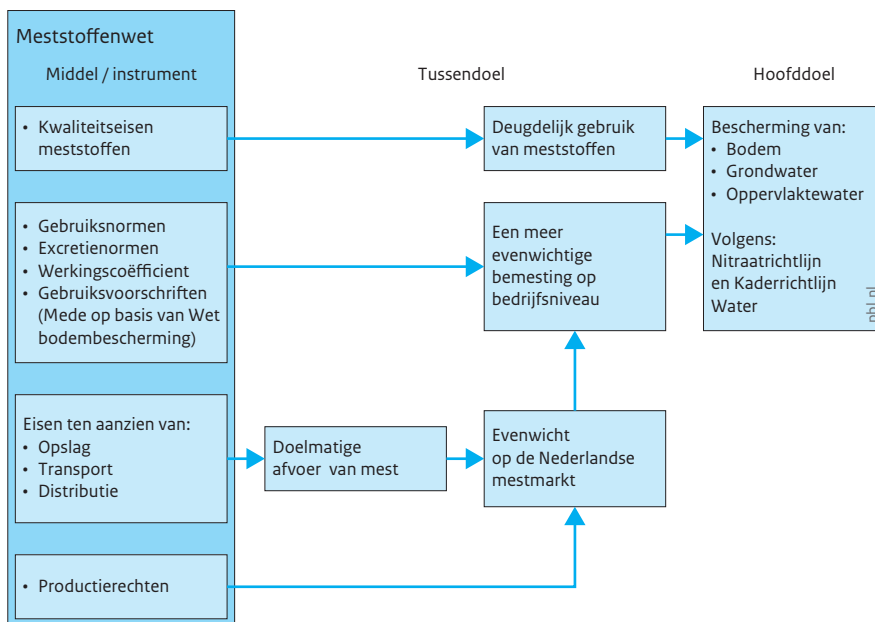 Meststoffenwet
Middel / instrument
Tussendoel
Hoofddoel
• Kwaliteitseisen
meststoffen
Deugdelijk gebruik
van meststoffen
Bescherming van:
• Bodem
• Grondwater
• Oppervlaktewater
Volgens:
Nitraatrichtlijn
en Kaderrichtlijn
Water
• Gebruiksnormen
• Excretienormen
• Werkingscoëfficient
• Gebruiksvoorschriften
(Mede op basis van Wet
bodembescherming)
Een meer
evenwichtige
bemesting op
bedrijfsniveau
Eisen ten aanzien van:
• Opslag
• Transport
• Distributie
Doelmatige
afvoer van mest
Evenwicht
op de Nederlandse
mestmarkt
• Productierechten
pbl.nl